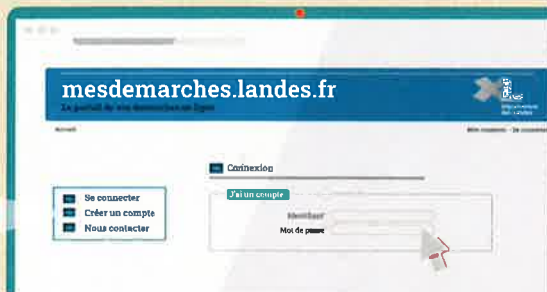 mesdemarches.landes.fr
Le portail de vos démarches en ligne
Accueil
Connexion
J'ai un compte
Se connecter
Créer un compte
Nous contacter
Identifiant
Mot de passe